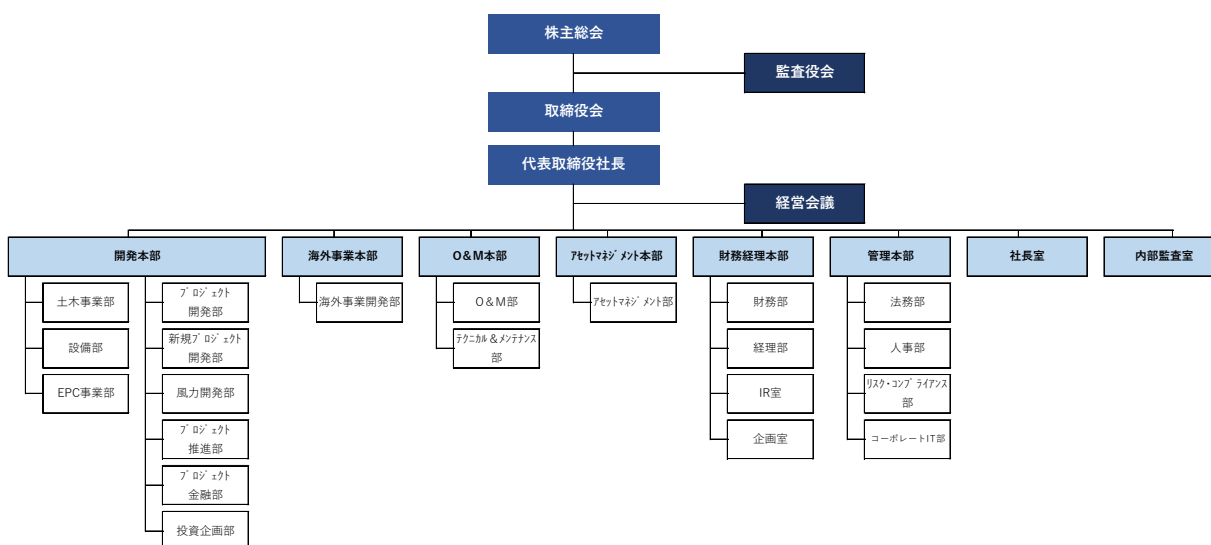 株主総会
監査役会
取締役会
代表取締役社長
経営会議
開発本部
海外事業本部
O&M本部
ｱｾｯﾄﾏﾈｼﾞﾒﾝﾄ本部
財務経理本部
管理本部
社長室
内部監査室
土木事業部
設備部
EPC事業部
ﾌﾟﾛｼﾞｪｸﾄ
開発部
新規ﾌﾟﾛｼﾞｪｸﾄ
開発部
風力開発部
ﾌﾟﾛｼﾞｪｸﾄ
推進部
ﾌﾟﾛｼﾞｪｸﾄ
金融部
投資企画部
海外事業開発部
O&M部
ﾃｸﾆｶﾙ&ﾒﾝﾃﾅﾝｽ
部
ｱｾｯﾄﾏﾈｼﾞﾒﾝﾄ部
財務部
経理部
IR室
企画室
法務部
人事部
ﾘｽｸ･ｺﾝﾌﾟﾗｲｱﾝｽ
部
コーポレートIT部